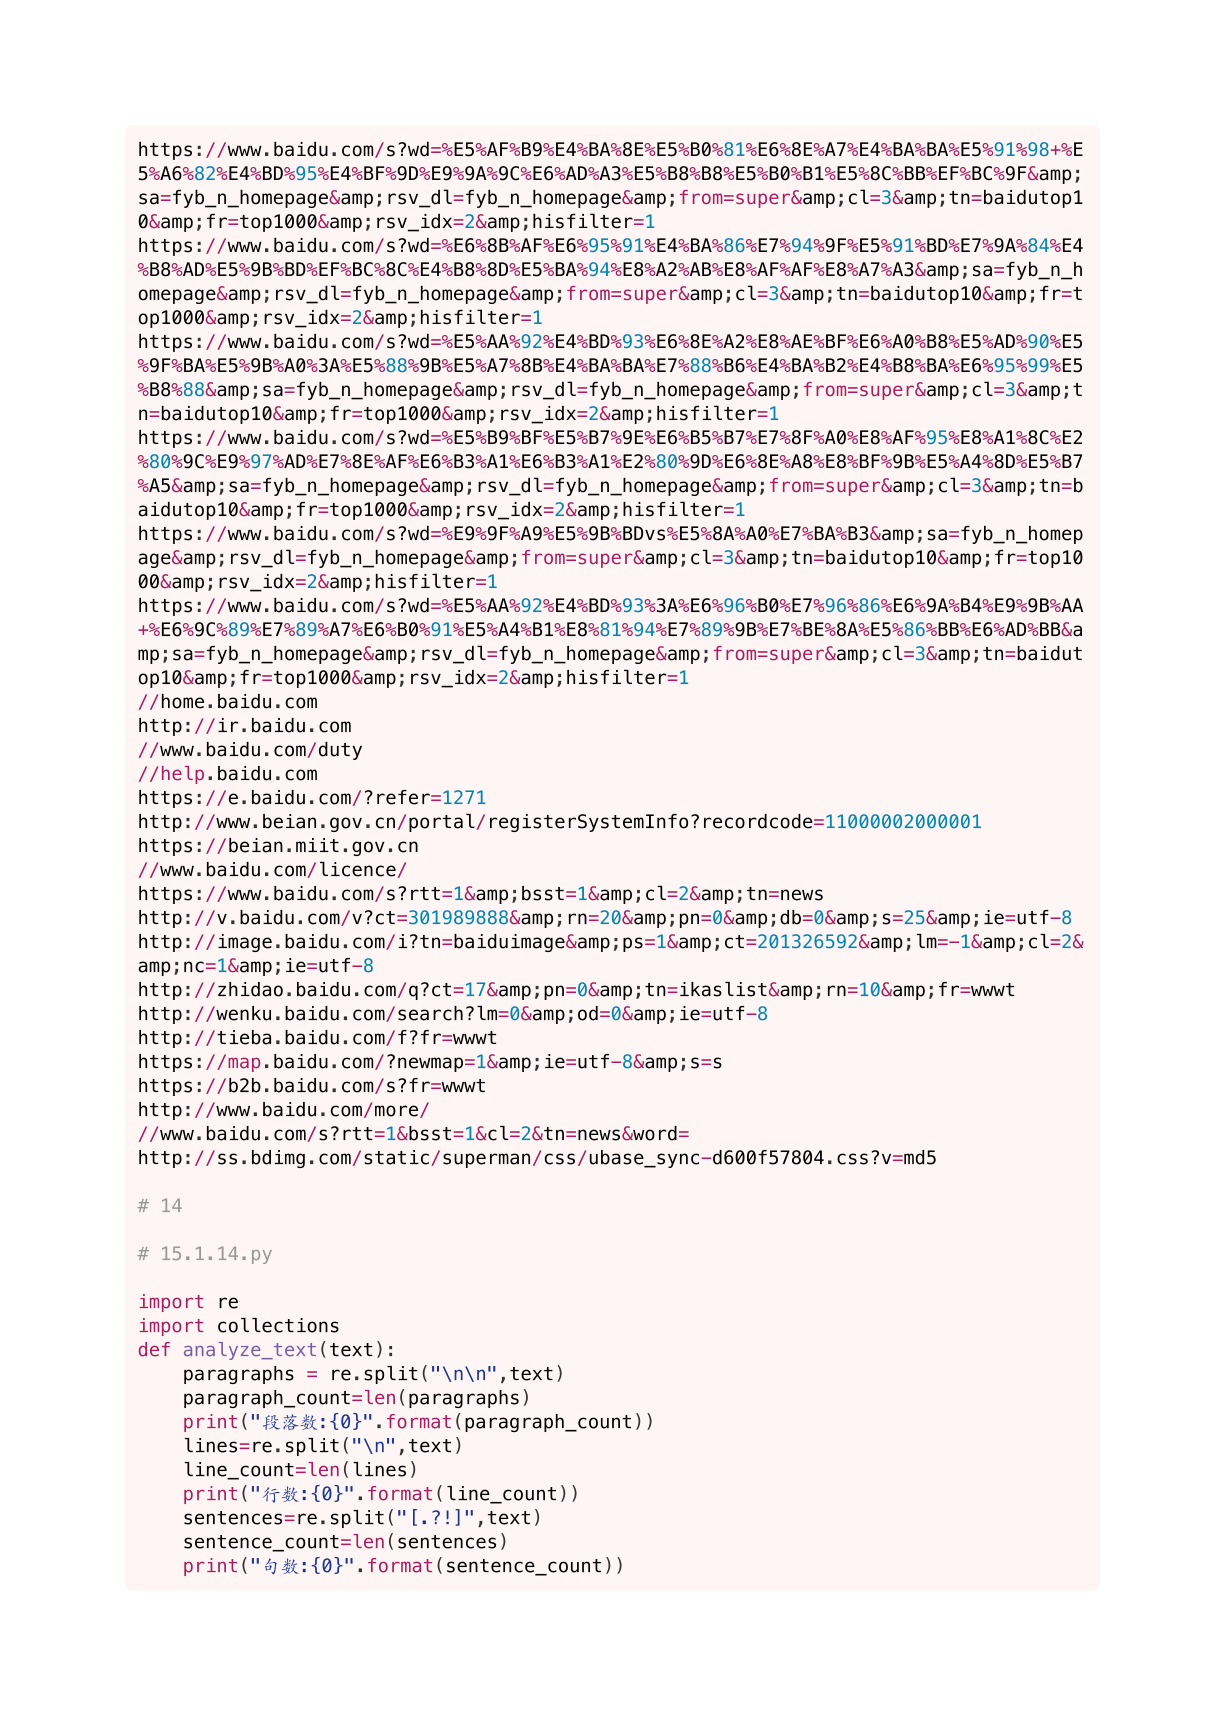 https://www.baidu.com/s?wd=%E5%AF%B9%E4%BA%8E%E5%B0%81%E6%8E%A7%E4%BA%BA%E5%91%98+%E
5%A6%82%E4%BD%95%E4%BF%9D%E9%9A%9C%E6%AD%A3%E5%B8%B8%E5%B0%B1%E5%8C%BB%EF%BC%9F&amp;
sa=fyb_n_homepage&amp;rsv_dl=fyb_n_homepage&amp;from=super&amp;cl=3&amp;tn=baidutop1
0&amp;fr=top1000&amp;rsv_idx=2&amp;hisfilter=1
https://www.baidu.com/s?wd=%E6%8B%AF%E6%95%91%E4%BA%86%E7%94%9F%E5%91%BD%E7%9A%84%E4
%B8%AD%E5%9B%BD%EF%BC%8C%E4%B8%8D%E5%BA%94%E8%A2%AB%E8%AF%AF%E8%A7%A3&amp;sa=fyb_n_h
omepage&amp;rsv_dl=fyb_n_homepage&amp;from=super&amp;cl=3&amp;tn=baidutop10&amp;fr=t
op1000&amp;rsv_idx=2&amp;hisfilter=1
https://www.baidu.com/s?wd=%E5%AA%92%E4%BD%93%E6%8E%A2%E8%AE%BF%E6%A0%B8%E5%AD%90%E5
%9F%BA%E5%9B%A0%3A%E5%88%9B%E5%A7%8B%E4%BA%BA%E7%88%B6%E4%BA%B2%E4%B8%BA%E6%95%99%E5
%B8%88&amp;sa=fyb_n_homepage&amp;rsv_dl=fyb_n_homepage&amp;from=super&amp;cl=3&amp;t
n=baidutop10&amp;fr=top1000&amp;rsv_idx=2&amp;hisfilter=1
https://www.baidu.com/s?wd=%E5%B9%BF%E5%B7%9E%E6%B5%B7%E7%8F%A0%E8%AF%95%E8%A1%8C%E2
%80%9C%E9%97%AD%E7%8E%AF%E6%B3%A1%E6%B3%A1%E2%80%9D%E6%8E%A8%E8%BF%9B%E5%A4%8D%E5%B7
%A5&amp;sa=fyb_n_homepage&amp;rsv_dl=fyb_n_homepage&amp;from=super&amp;cl=3&amp;tn=b
aidutop10&amp;fr=top1000&amp;rsv_idx=2&amp;hisfilter=1
https://www.baidu.com/s?wd=%E9%9F%A9%E5%9B%BDvs%E5%8A%A0%E7%BA%B3&amp;sa=fyb_n_homep
age&amp;rsv_dl=fyb_n_homepage&amp;from=super&amp;cl=3&amp;tn=baidutop10&amp;fr=top10
00&amp;rsv_idx=2&amp;hisfilter=1
https://www.baidu.com/s?wd=%E5%AA%92%E4%BD%93%3A%E6%96%B0%E7%96%86%E6%9A%B4%E9%9B%AA
+%E6%9C%89%E7%89%A7%E6%B0%91%E5%A4%B1%E8%81%94%E7%89%9B%E7%BE%8A%E5%86%BB%E6%AD%BB&a
mp;sa=fyb_n_homepage&amp;rsv_dl=fyb_n_homepage&amp;from=super&amp;cl=3&amp;tn=baidut
op10&amp;fr=top1000&amp;rsv_idx=2&amp;hisfilter=1
//home.baidu.com
http://ir.baidu.com
//www.baidu.com/duty
//help.baidu.com
https://e.baidu.com/?refer=1271
http://www.beian.gov.cn/portal/registerSystemInfo?recordcode=11000002000001
https://beian.miit.gov.cn
//www.baidu.com/licence/
https://www.baidu.com/s?rtt=1&amp;bsst=1&amp;cl=2&amp;tn=news
http://v.baidu.com/v?ct=301989888&amp;rn=20&amp;pn=0&amp;db=0&amp;s=25&amp;ie=utf-8
http://image.baidu.com/i?tn=baiduimage&amp;ps=1&amp;ct=201326592&amp;lm=-1&amp;cl=2&
amp;nc=1&amp;ie=utf-8
http://zhidao.baidu.com/q?ct=17&amp;pn=0&amp;tn=ikaslist&amp;rn=10&amp;fr=wwwt
http://wenku.baidu.com/search?lm=0&amp;od=0&amp;ie=utf-8
http://tieba.baidu.com/f?fr=wwwt
https://map.baidu.com/?newmap=1&amp;ie=utf-8&amp;s=s
https://b2b.baidu.com/s?fr=wwwt
http://www.baidu.com/more/
//www.baidu.com/s?rtt=1&bsst=1&cl=2&tn=news&word=
http://ss.bdimg.com/static/superman/css/ubase_sync-d600f57804.css?v=md5
# 14
# 15.1.14.py
import re
import collections
def analyze_text(text):
    paragraphs = re.split("\n\n",text)
    paragraph_count=len(paragraphs)
    print("段落数:{0}".format(paragraph_count))
    lines=re.split("\n",text)
    line_count=len(lines)
    print("行数:{0}".format(line_count))
    sentences=re.split("[.?!]",text)
    sentence_count=len(sentences)
    print("句数:{0}".format(sentence_count))